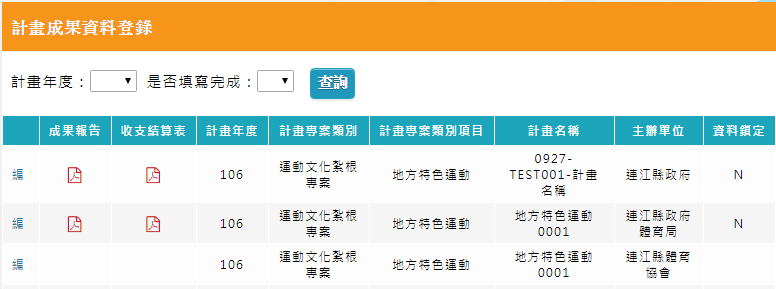 計畫成果資料登錄
計畫年度： 是否填寫完成： 查詢
成果報告 收支結算表 計畫年度 計畫專案類別 計畫專案類別項目 計畫名稱 主辦單位 資料鎖定
編 106 運動文化紮根專案 地方特色運動 0927-TEST001-計畫名稱 連江縣政府 N
編 106 運動文化紮根專案 地方特色運動 地方特色運動0001 連江縣政府體育局 N
編 106 運動文化紮根專案 地方特色運動 地方特色運動0001 連江縣體育協會